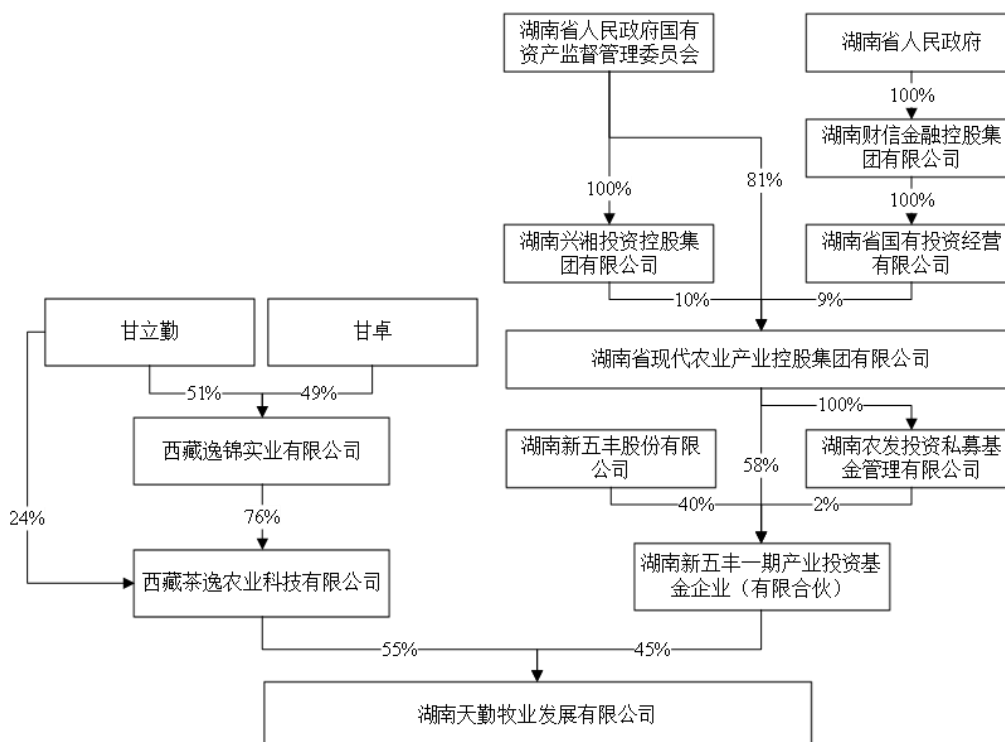 湖南省人民政府国有
资产监督管理委员会
湖南省人民政府
100%
湖南财信金融控股集
团有限公司
100%
81%
100%
湖南兴湘投资控股集
团有限公司
湖南省国有投资经营
有限公司
10%
9%
甘立勤
甘卓
湖南省现代农业产业控股集团有限公司
51%
49%
100%
西藏逸锦实业有限公司
湖南新五丰股份有限
公司
湖南农发投资私募基
金管理有限公司
58%
40%
2%
24%
76%
西藏茶逸农业科技有限公司
湖南新五丰一期产业投资基
金企业（有限合伙）
55%
45%
湖南天勤牧业发展有限公司